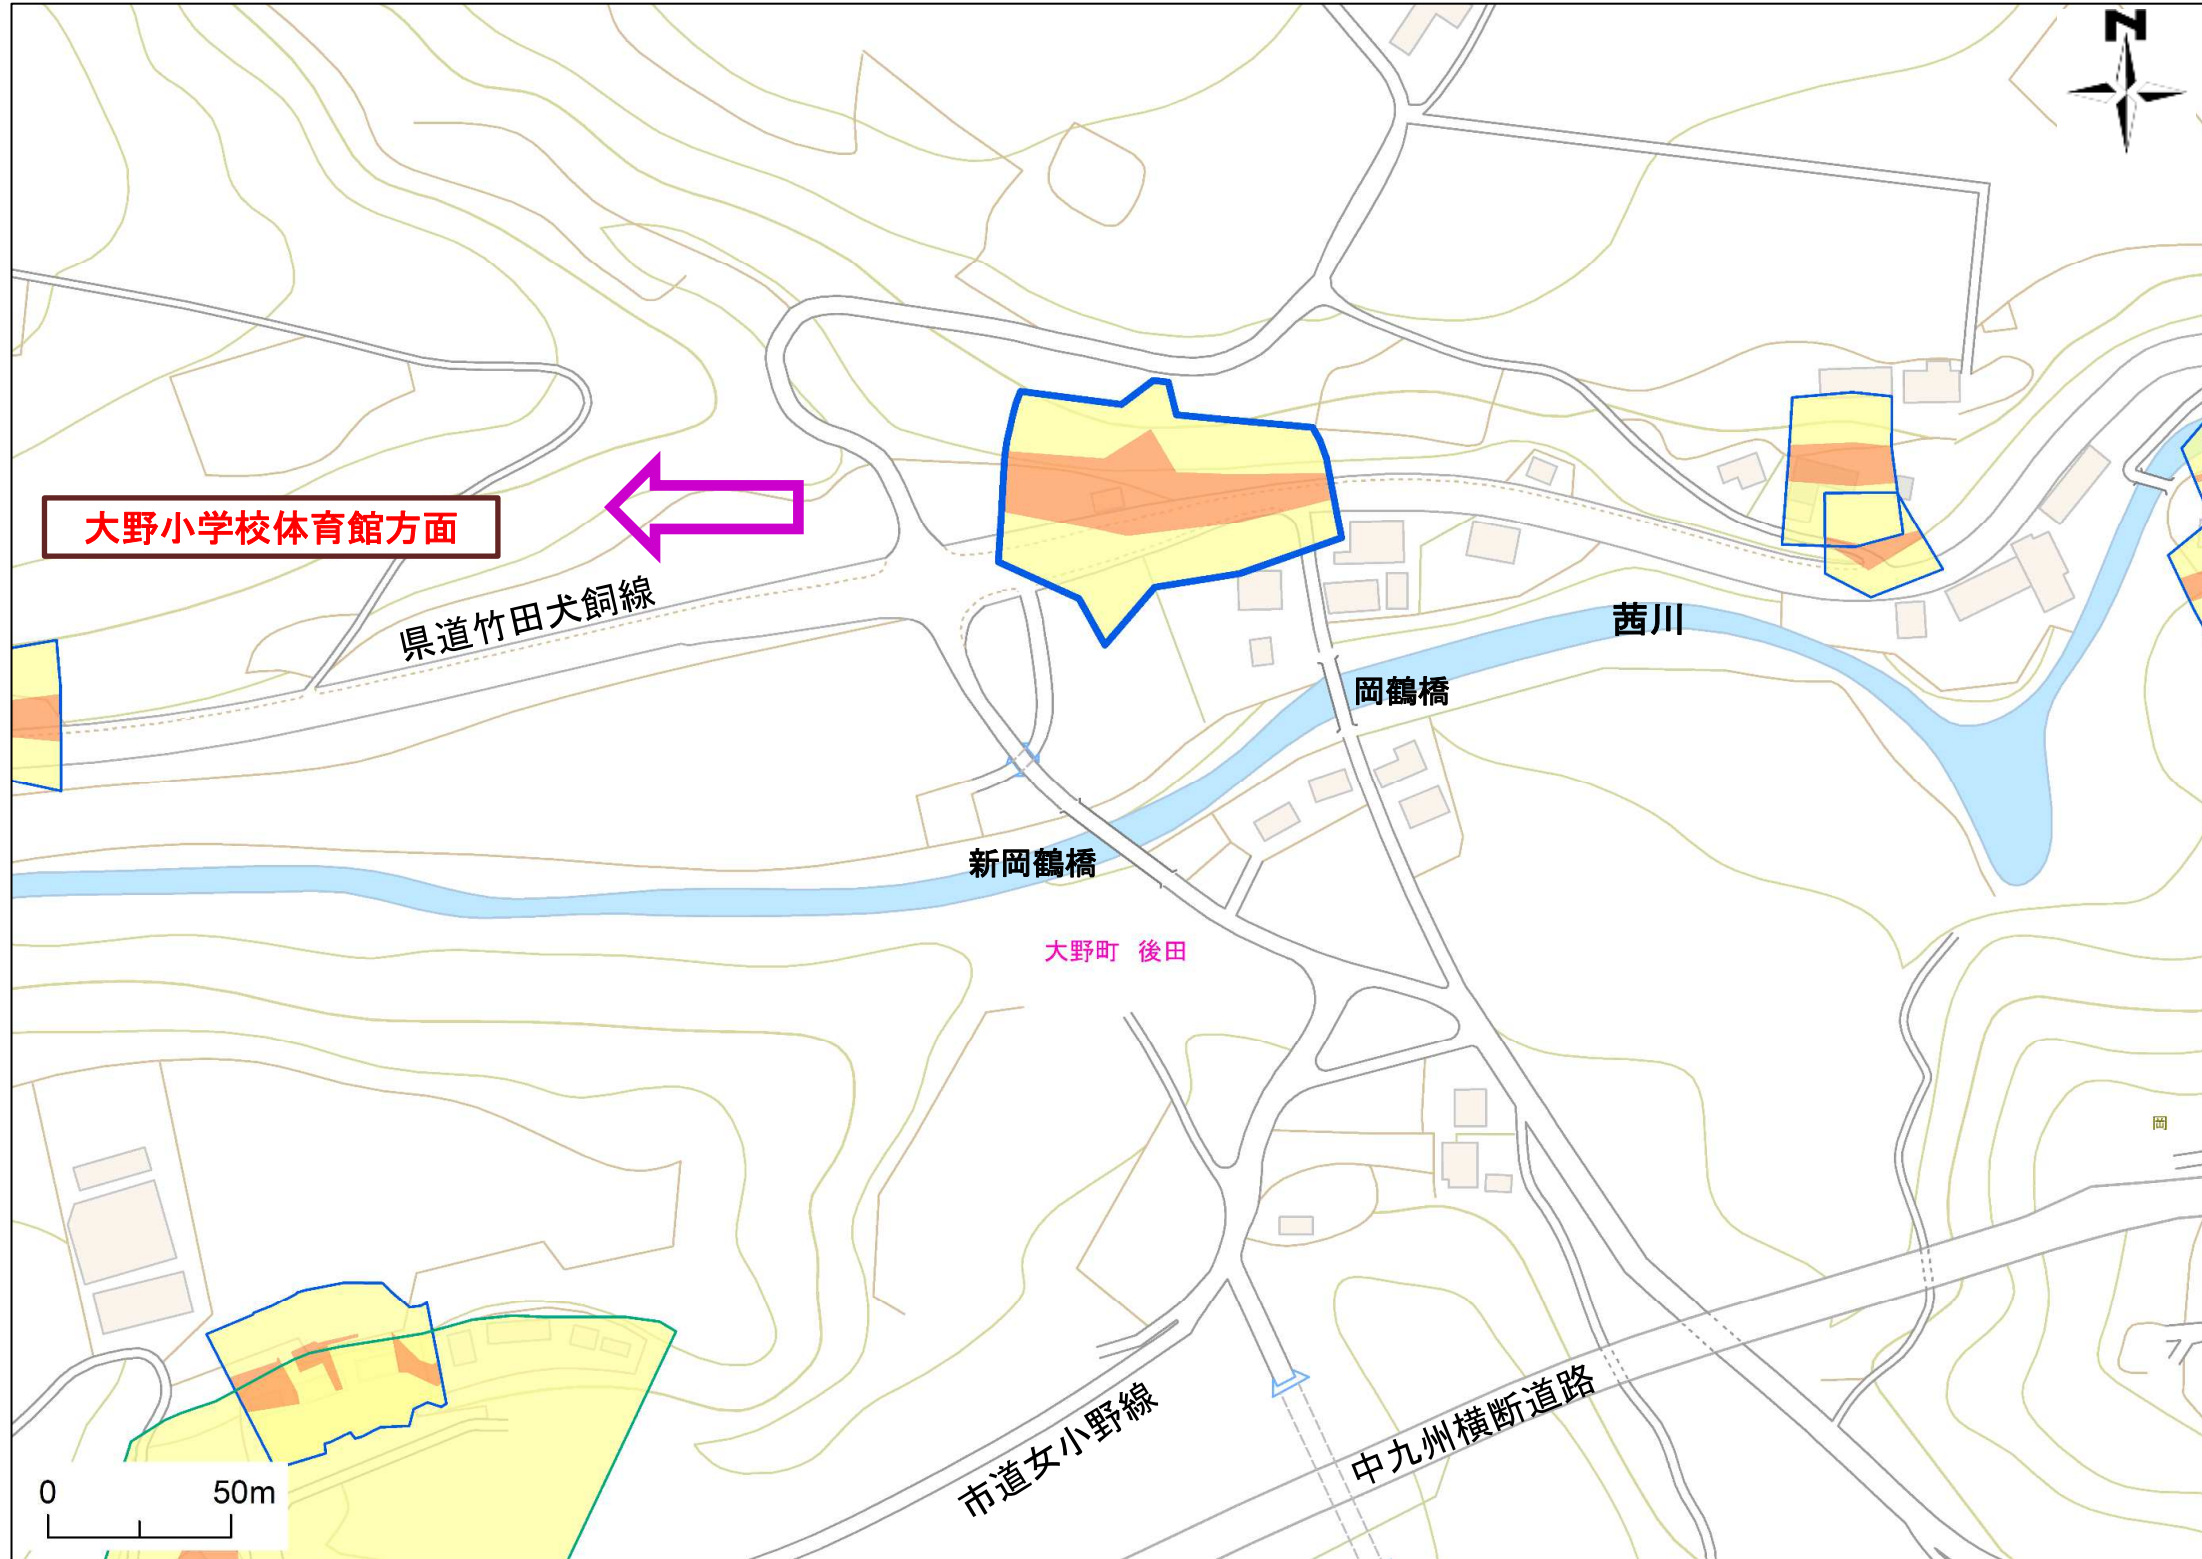 N
大野小学校体育館方面
県道竹田犬飼線
茜川
岡鶴橋
新岡鶴橋
大野町 後田
岡
市道女小野線
中九州横断道路
0 50m